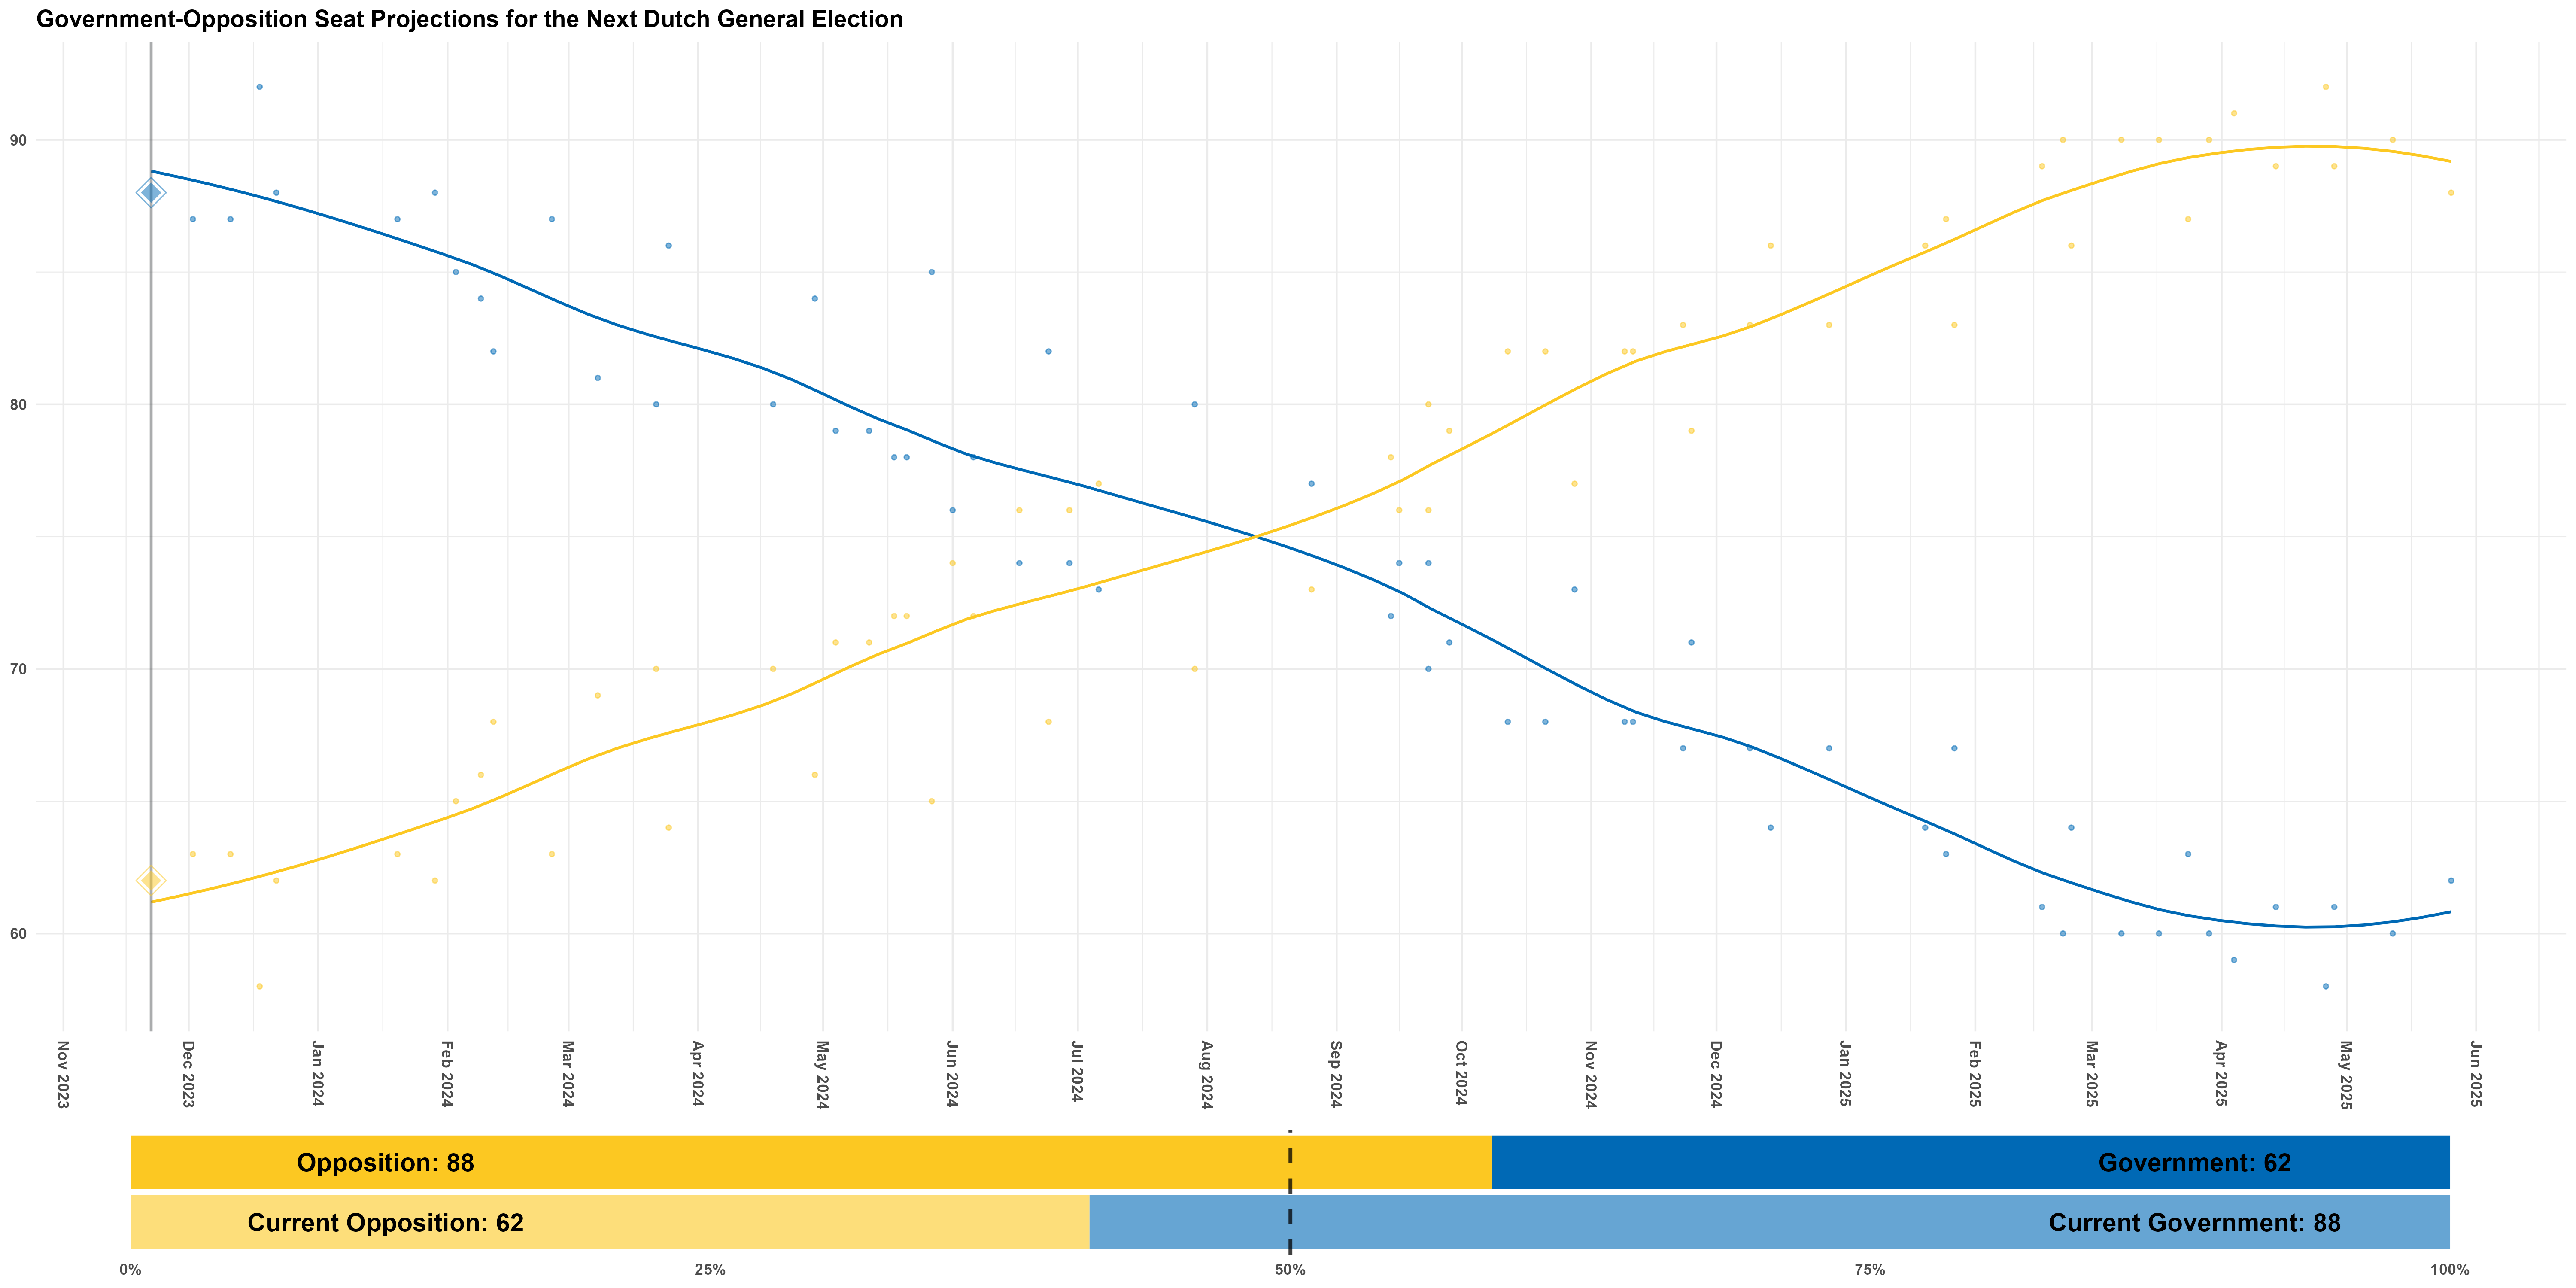 Government-Opposition Seat Projections for the Next Dutch General Election
90
80
70
60
Nov 2023
Dec 2023
Jan 2024
Feb 2024
Mar 2024
Apr 2024
May 2024
Jun 2024
Jul 2024
Aug 2024
Sep 2024
Oct 2024
Nov 2024
Dec 2024
Jan 2025
Feb 2025
Mar 2025
Apr 2025
May 2025
Jun 2025
Opposition: 88
Government: 62
Current Opposition: 62
Current Government: 88
0%
25%
50%
75%
100%